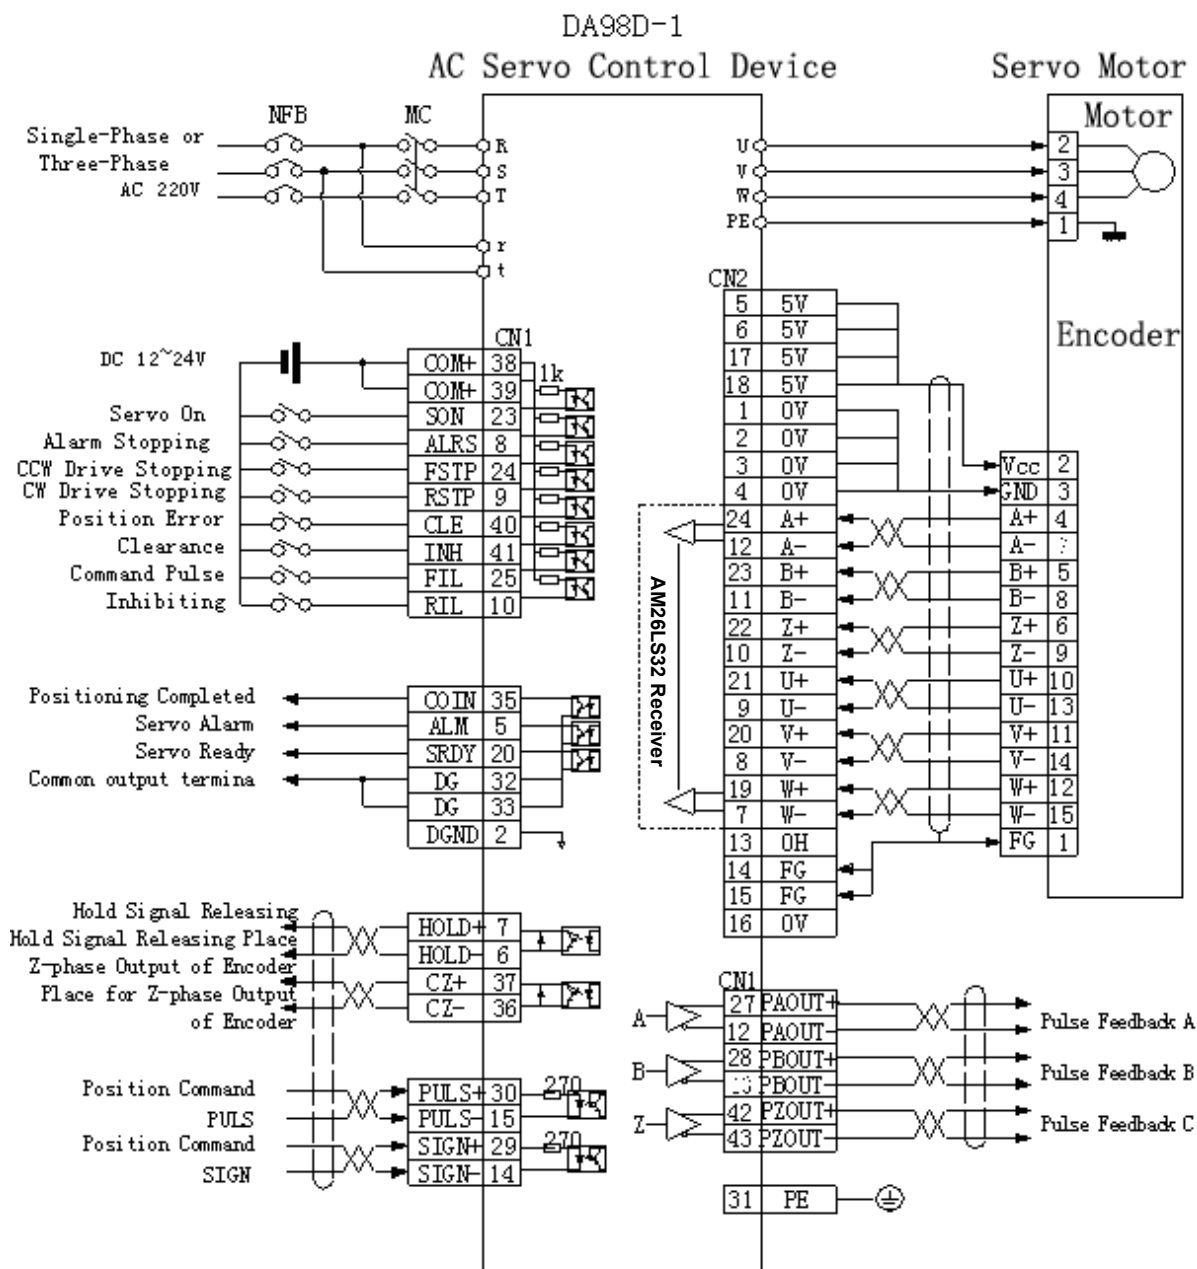 DA98D-1
AC Servo Control Device
Servo Motor
NFB
MC
Single-Phase or
Three-Phase
AC 220V
R
S
T
r
t
U
V
W
PE
Motor
2
3
4
1
CN2
5 5V
6 5V
17 5V
18 5V
1 0V
2 0V
3 0V
4 0V
24 A+
12 A-
23 B+
11 B-
22 Z+
10 Z-
21 U+
9 U-
20 V+
8 V-
19 W+
7 W-
13 OH
14 FG
15 FG
16 0V
AM26LS32 Receiver
Encoder
Vcc 2
GND 3
A+ 4
A-
B+ 5
B- 8
Z+ 6
Z- 9
U+ 10
U- 13
V+ 11
V- 14
W+ 12
W- 15
FG 1
CN1
DC 12~24V
COM+ 38
1k
COM+ 39
Servo On SON 23
Alarm Stopping ALRS 8
CCW Drive Stopping FSTP 24
CW Drive Stopping RSTP 9
Position Error CLE 40
Clearance INH 41
Command Pulse FIL 25
Inhibiting RIL 10
Positioning Completed COIN 35
Servo Alarm ALM 5
Servo Ready SRDY 20
Common output termina DG 32
DG 33
DGND 2
Hold Signal Releasing HOLD+ 7
Hold Signal Releasing Place HOLD- 6
Z-phase Output of Encoder CZ+ 37
Place for Z-phase Output CZ- 36
of Encoder
Position Command PULS+ 30 270
PULS PULS- 15
Position Command SIGN+ 29 270
SIGN SIGN- 14
CN1
A
27 PAOUT+
12 PAOUT-
Pulse Feedback A
B
28 PBOUT+
PBOUT
Pulse Feedback B
Z
42 PZOUT+
43 PZOUT-
Pulse Feedback C
31 PE